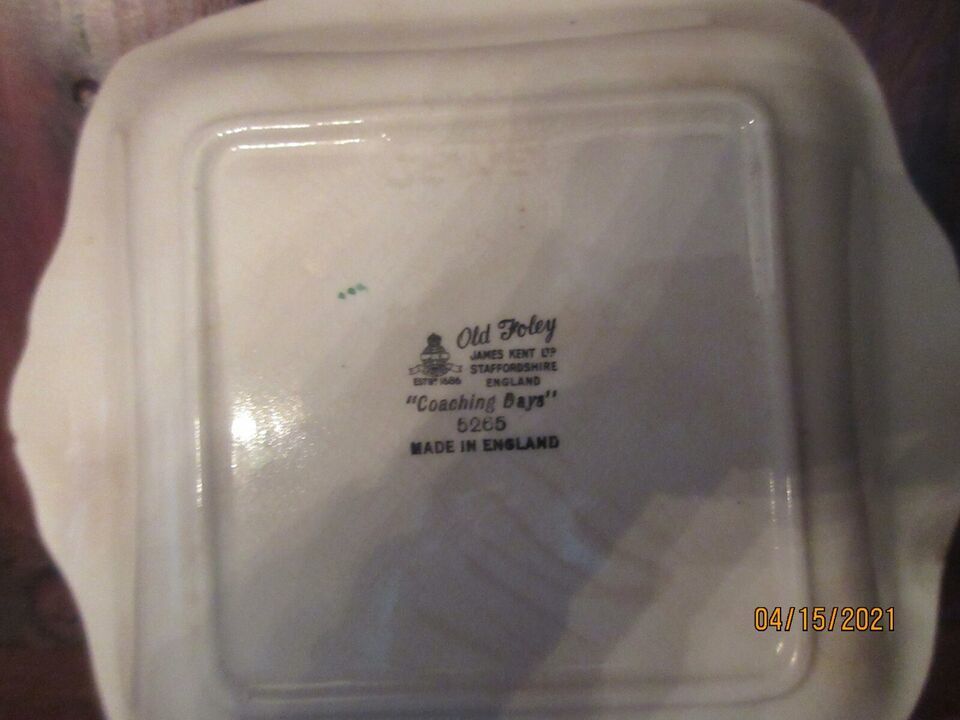 Old Foley
JAMES KENT LTD
STAFFORDSHIRE
ENGLAND
ESTD 1686
"Coaching Days"
5265
MADE IN ENGLAND
04/15/2021